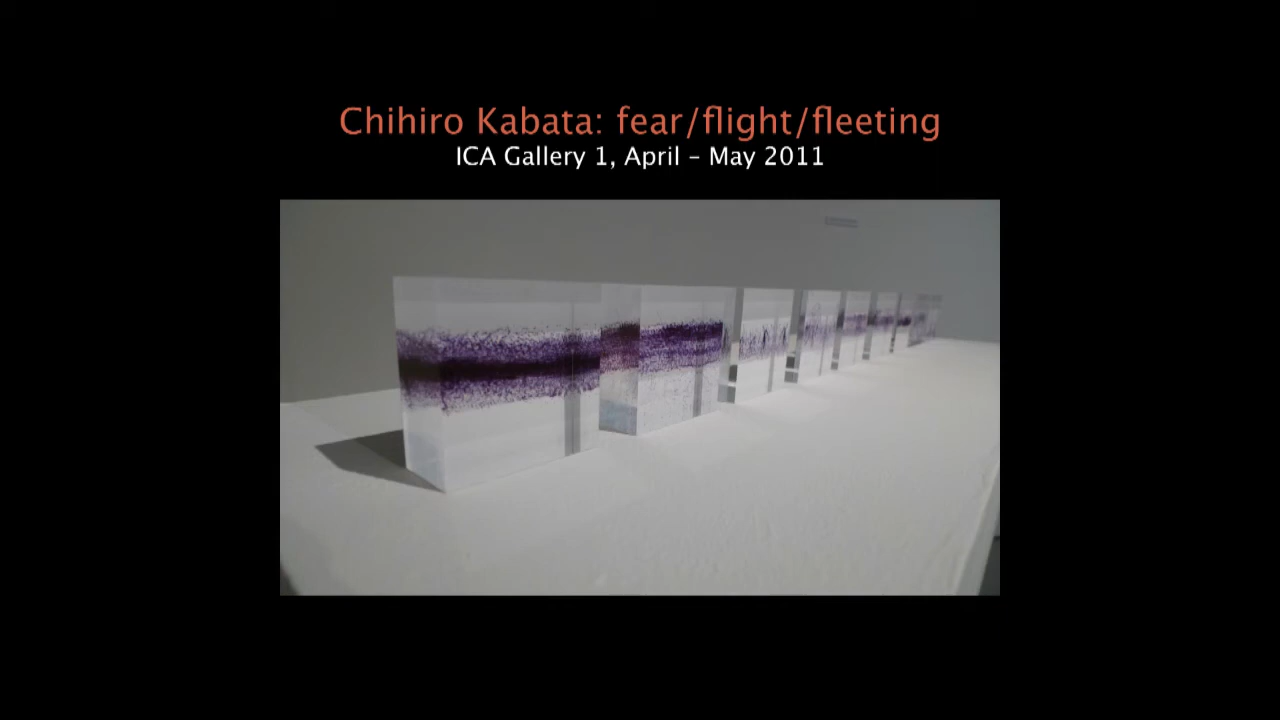 Chihiro Kabata: fear/flight/fleeting
ICA Gallery 1, April – May 2011